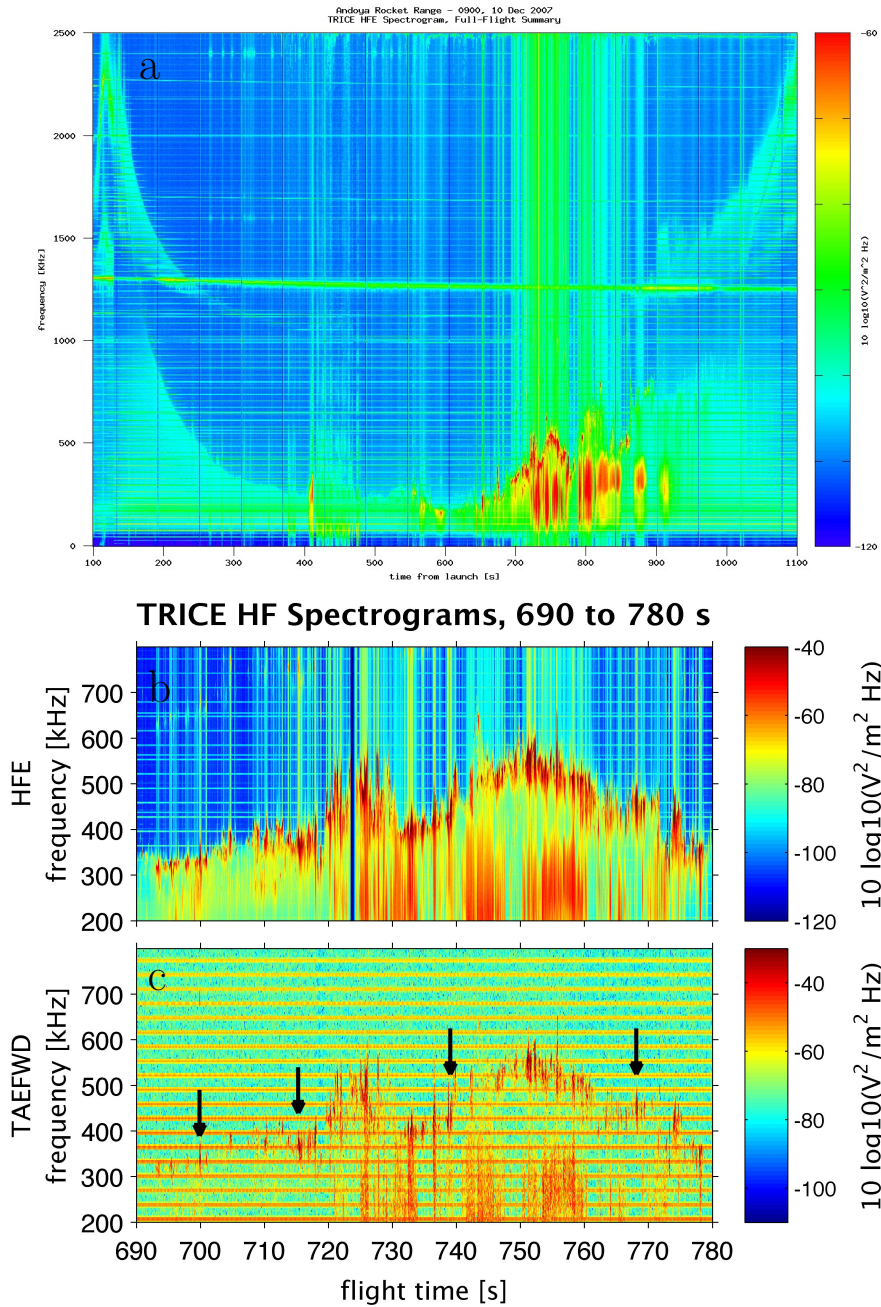 Andoya Rocket Range - 0900, 10 Dec 2007
TRICE HFE Spectrogram, Full-Flight Summary
a
2500
2000
1500
1000
500
0
frequency [KHz]
100 200 300 400 500 600 700 800 900 1000 1100
time from launch [s]
-60
-120
10 log10(V^2/m^2 Hz)
TRICE HF Spectrograms, 690 to 780 s
b
HFE
frequency [kHz]
700
600
500
400
300
200
-40
-60
-80
-100
-120
10 log10(V²/m² Hz)
c
TAEFWD
frequency [kHz]
700
600
500
400
300
200
690 700 710 720 730 740 750 760 770 780
flight time [s]
-40
-60
-80
-100
10 log10(V²/m² Hz)